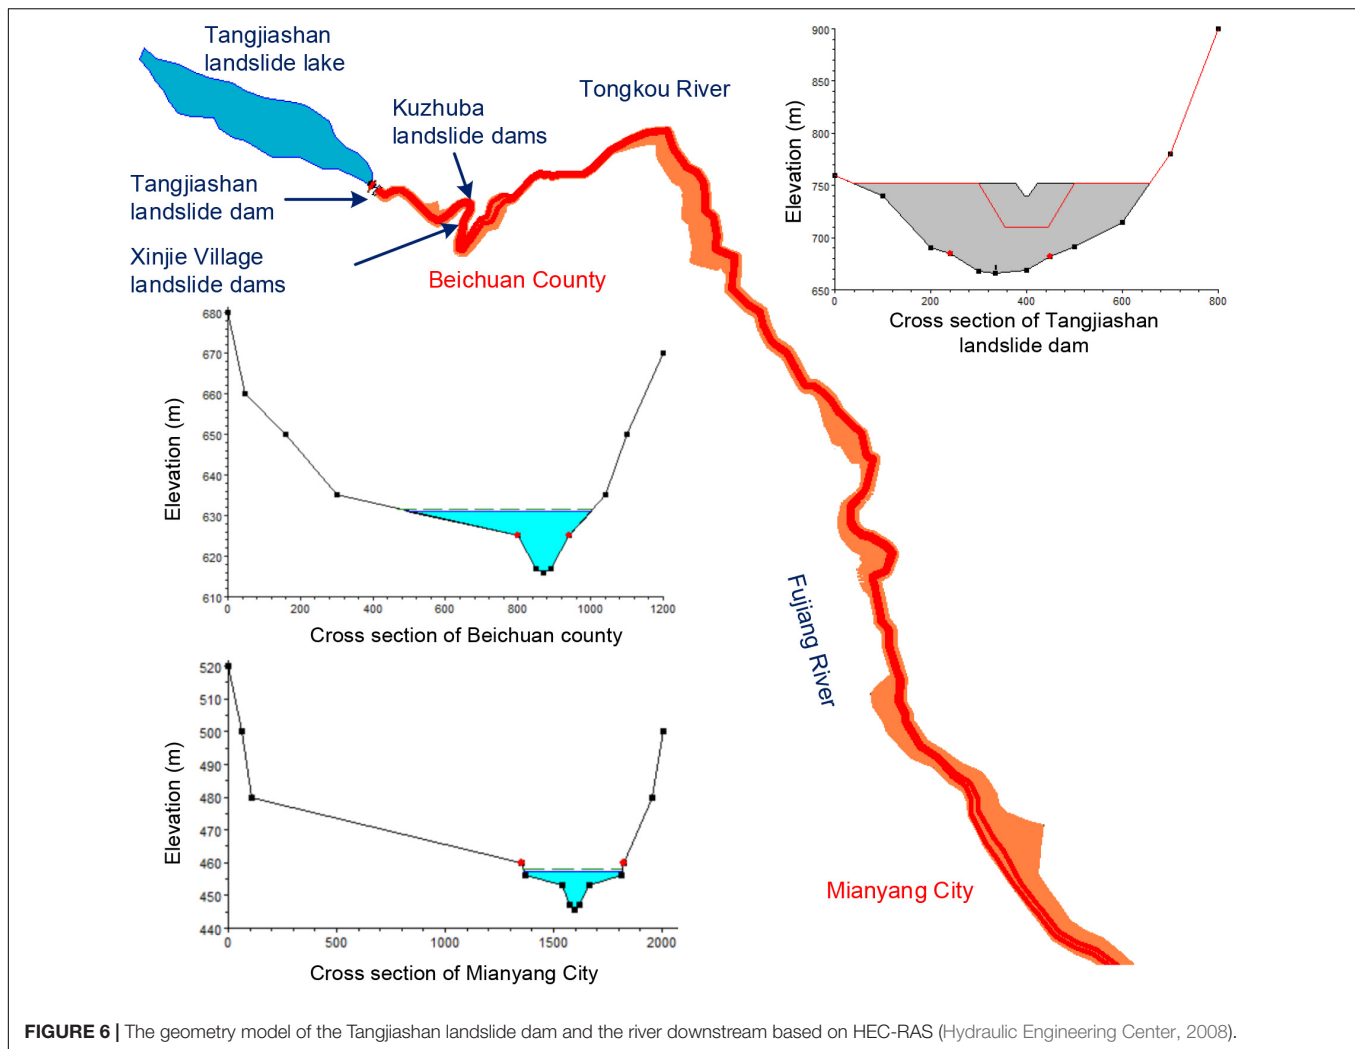 Tangjiashan
landslide lake
Kuzhuba
landslide dams
Tongkou River
Tangjiashan
landslide dam
Xinjie Village
landslide dams
Beichuan County
Elevation (m)
900
850
800
750
700
650
0
200
400
600
800
Cross section of Tangjiashan
landslide dam
Elevation (m)
680
670
660
650
640
630
620
610
0
200
400
600
800
1000
1200
Cross section of Beichuan county
Fujiang River
Elevation (m)
520
510
500
490
480
470
460
450
440
0
500
1000
1500
2000
Cross section of Mianyang City
Mianyang City
FIGURE 6 | The geometry model of the Tangjiashan landslide dam and the river downstream based on HEC-RAS (Hydraulic Engineering Center, 2008).